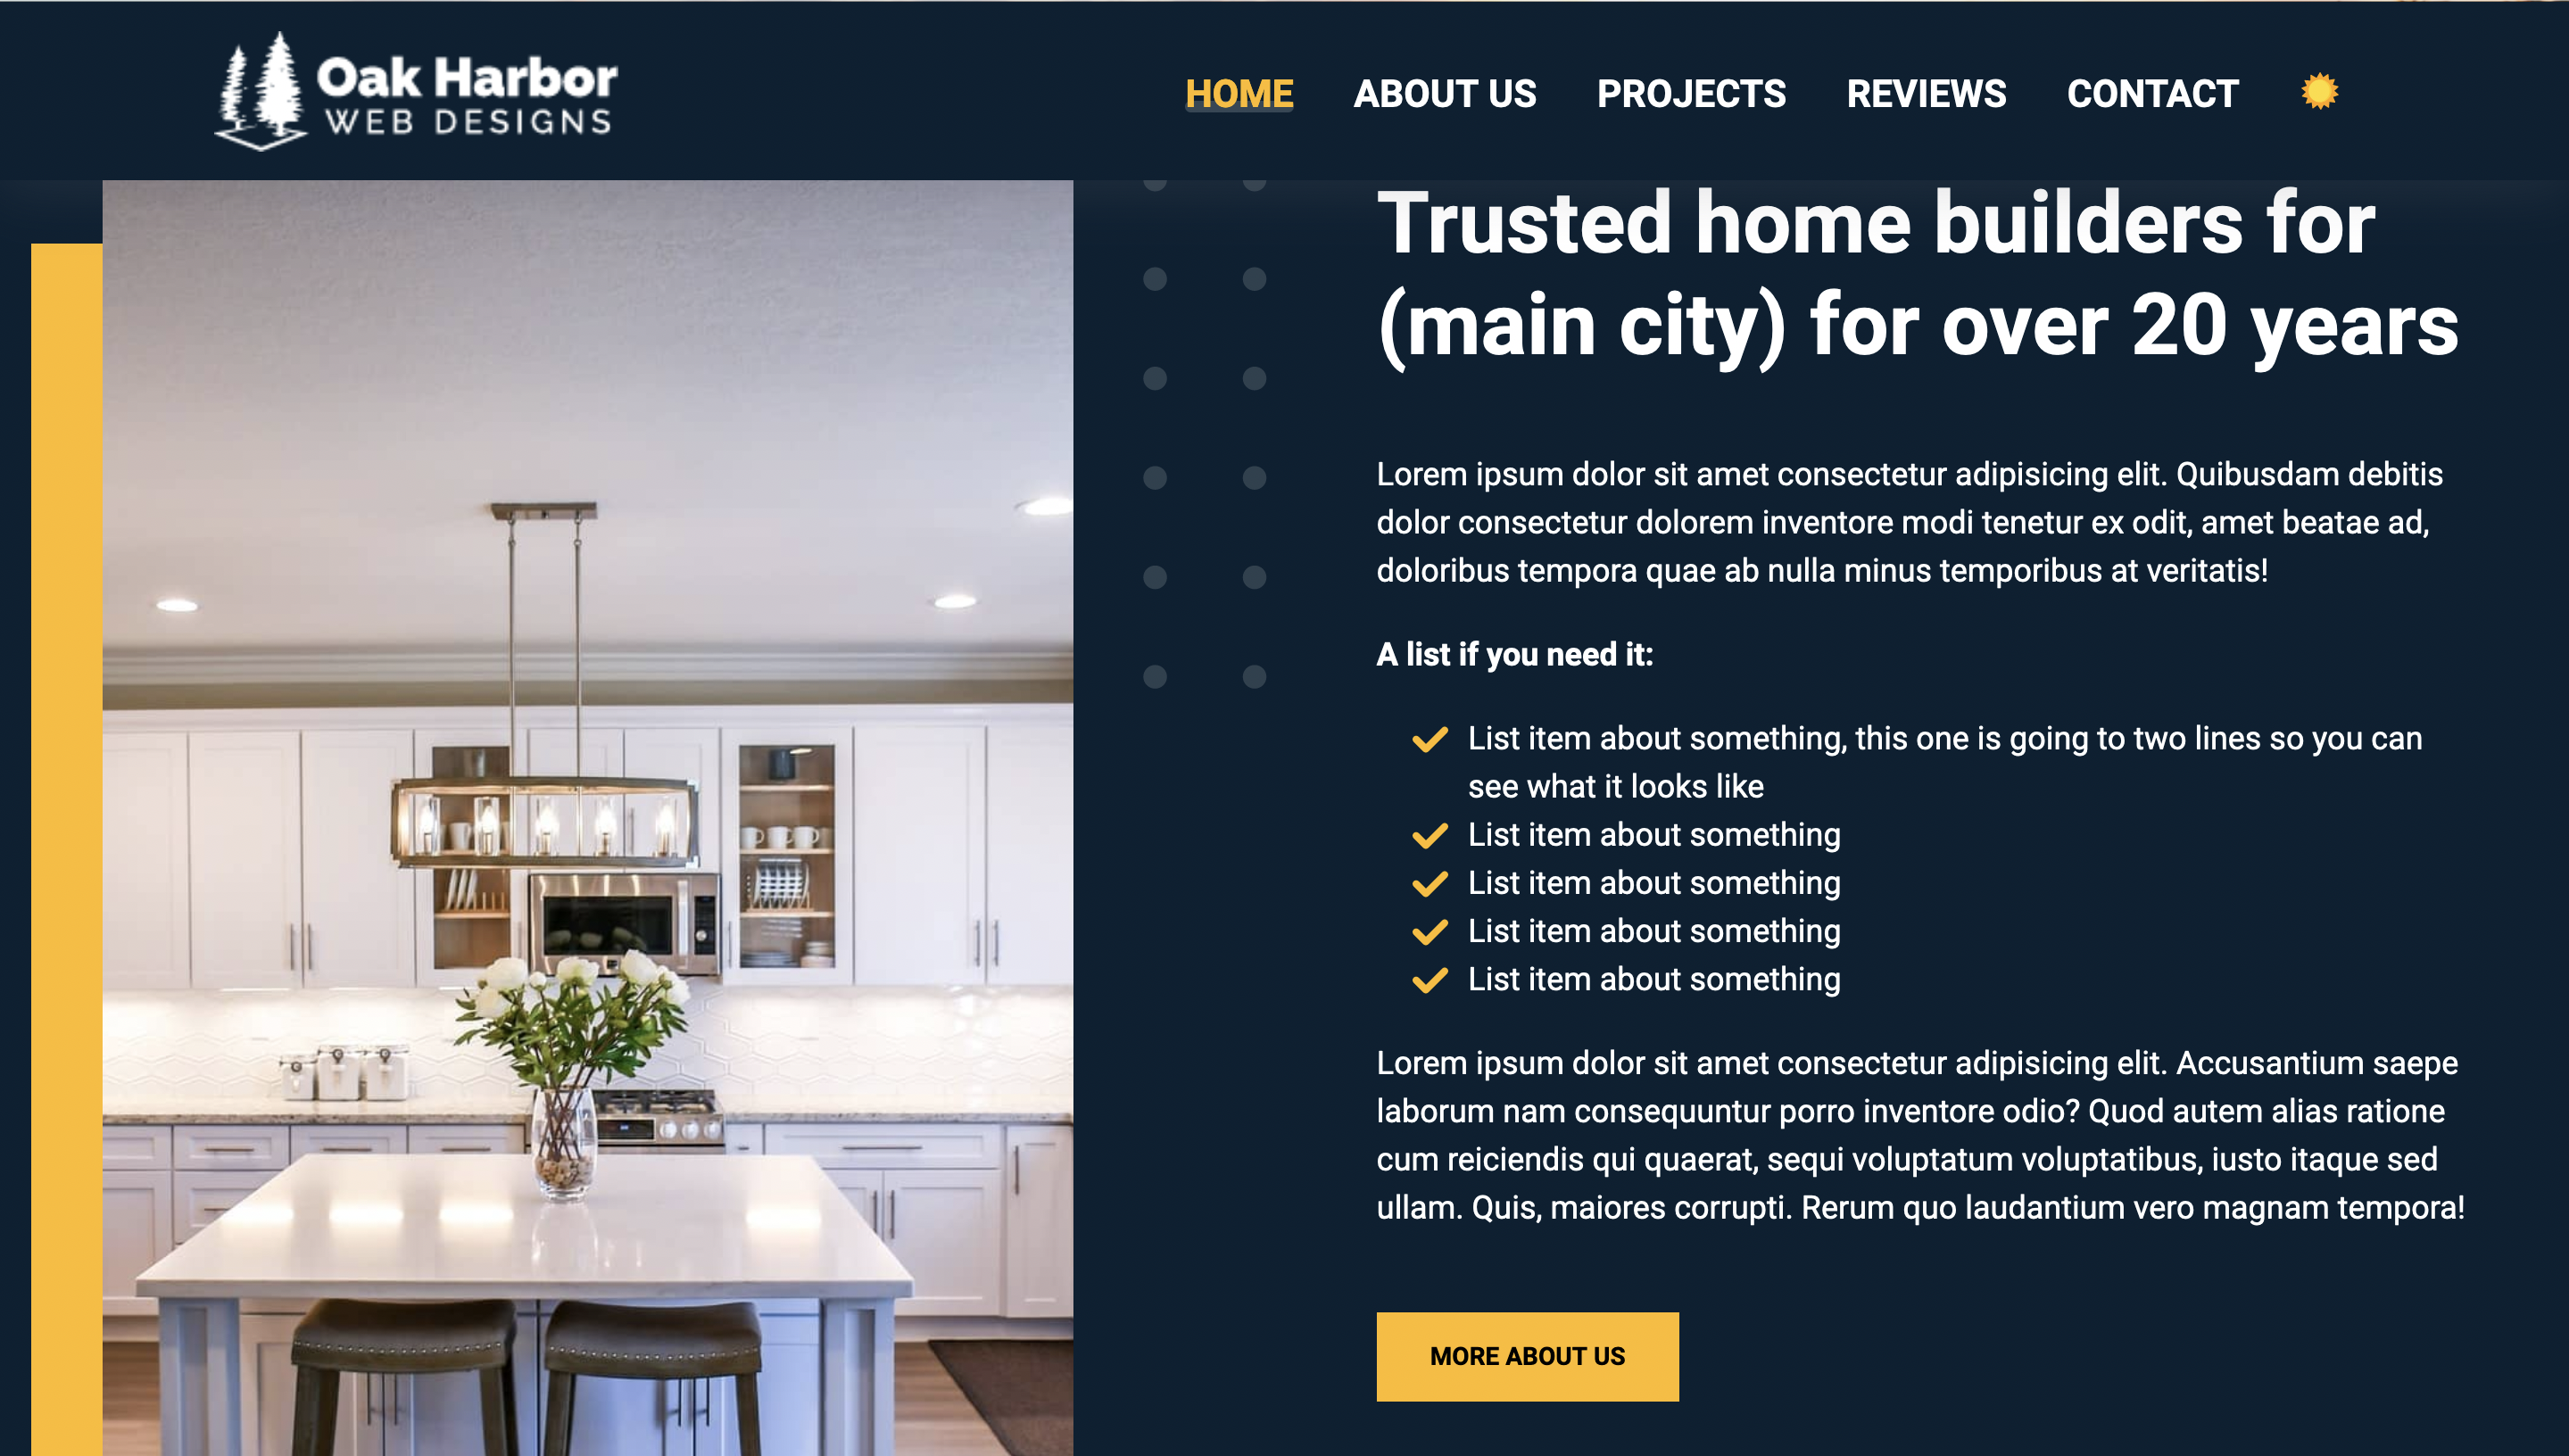 Oak Harbor
WEB DESIGNS
HOME
ABOUT US
PROJECTS
REVIEWS
CONTACT
Trusted home builders for
(main city) for over 20 years
Lorem ipsum dolor sit amet consectetur adipisicing elit. Quibusdam debitis
dolor consectetur dolorem inventore modi tenetur ex odit, amet beatae ad,
doloribus tempora quae ab nulla minus temporibus at veritatis!
A list if you need it:
List item about something, this one is going to two lines so you can
see what it looks like
List item about something
List item about something
List item about something
List item about something
Lorem ipsum dolor sit amet consectetur adipisicing elit. Accusantium saepe
laborum nam consequuntur porro inventore odio? Quod autem alias ratione
cum reiciendis qui quaerat, sequi voluptatum voluptatibus, iusto itaque sed
ullam. Quis, maiores corrupti. Rerum quo laudantium vero magnam tempora!
MORE ABOUT US